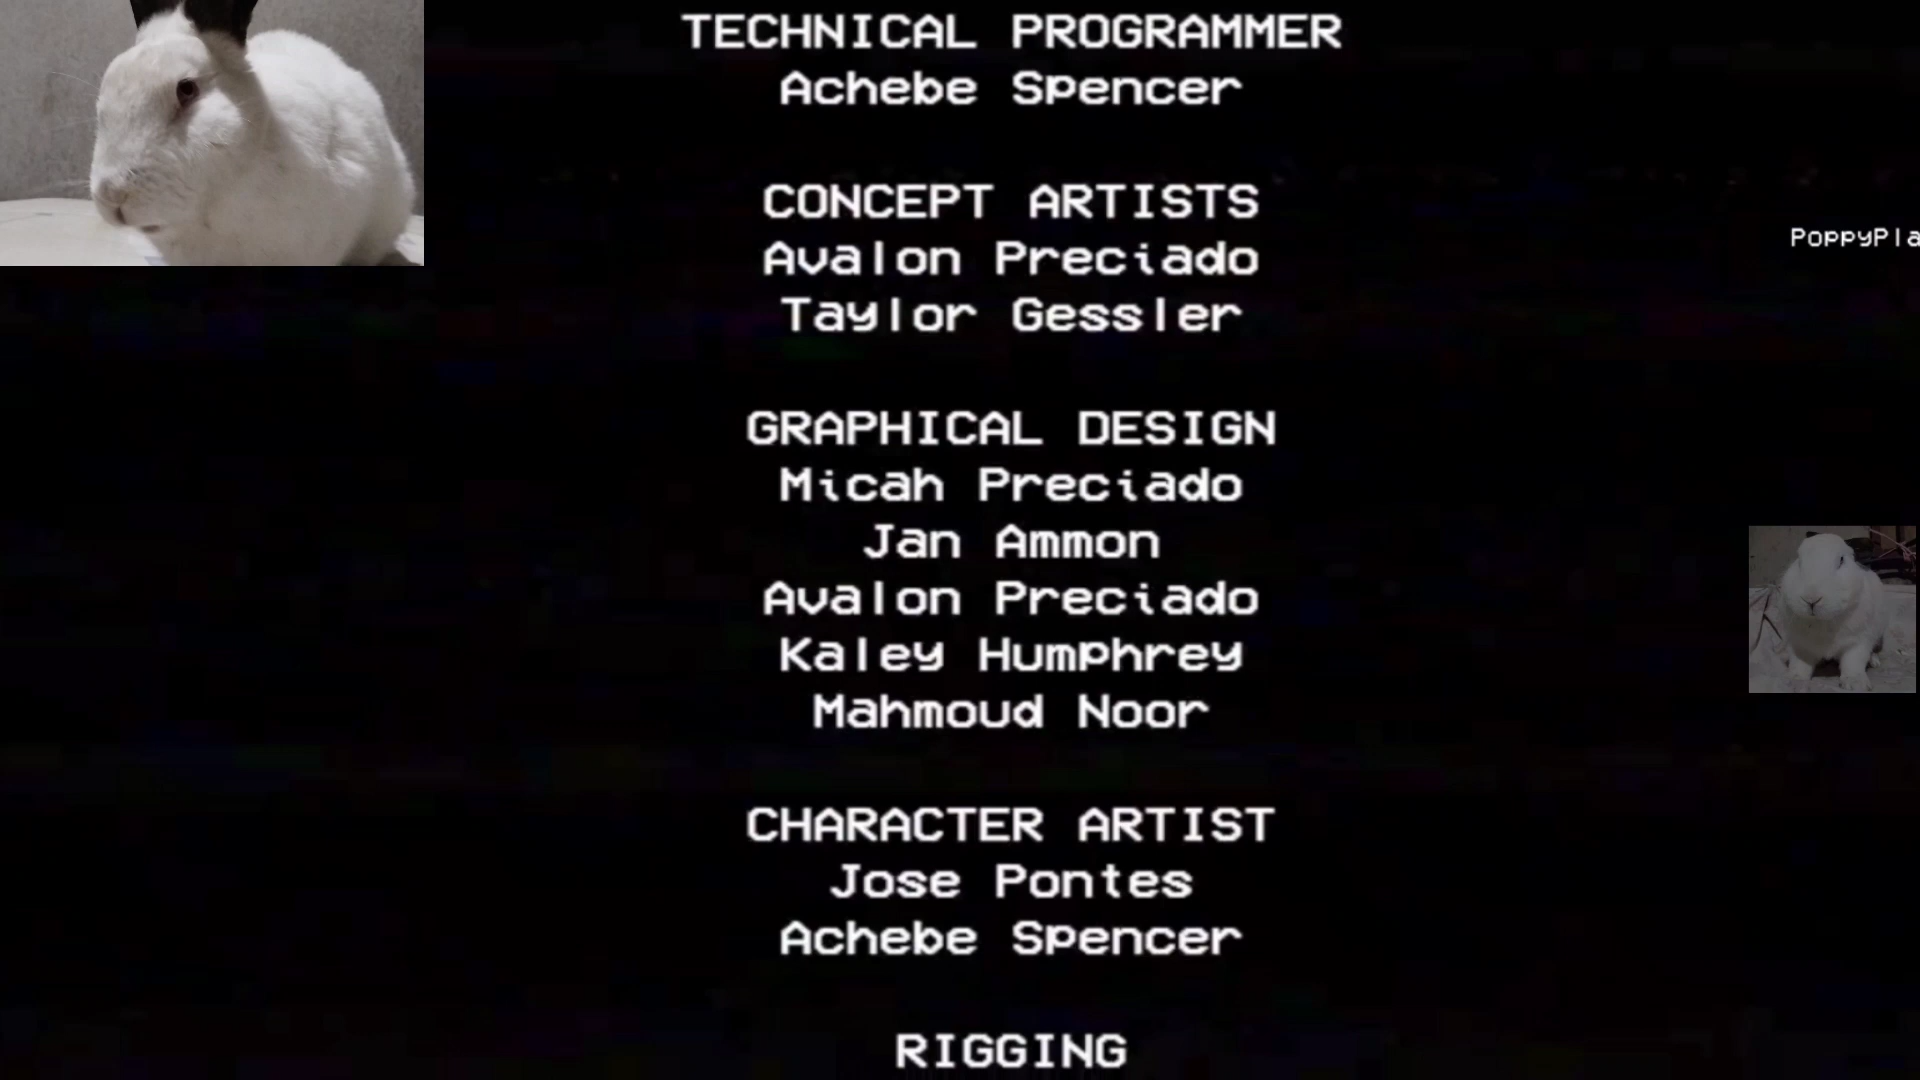 TECHNICAL PROGRAMMER
Achebe Spencer
CONCEPT ARTISTS
Avalon Preciado
Taylor Gessler
PoppyPla
GRAPHICAL DESIGN
Micah Preciado
Jan Ammon
Avalon Preciado
Kaley Humphrey
Mahmoud Noor
CHARACTER ARTIST
Jose Pontes
Achebe Spencer
RIGGING